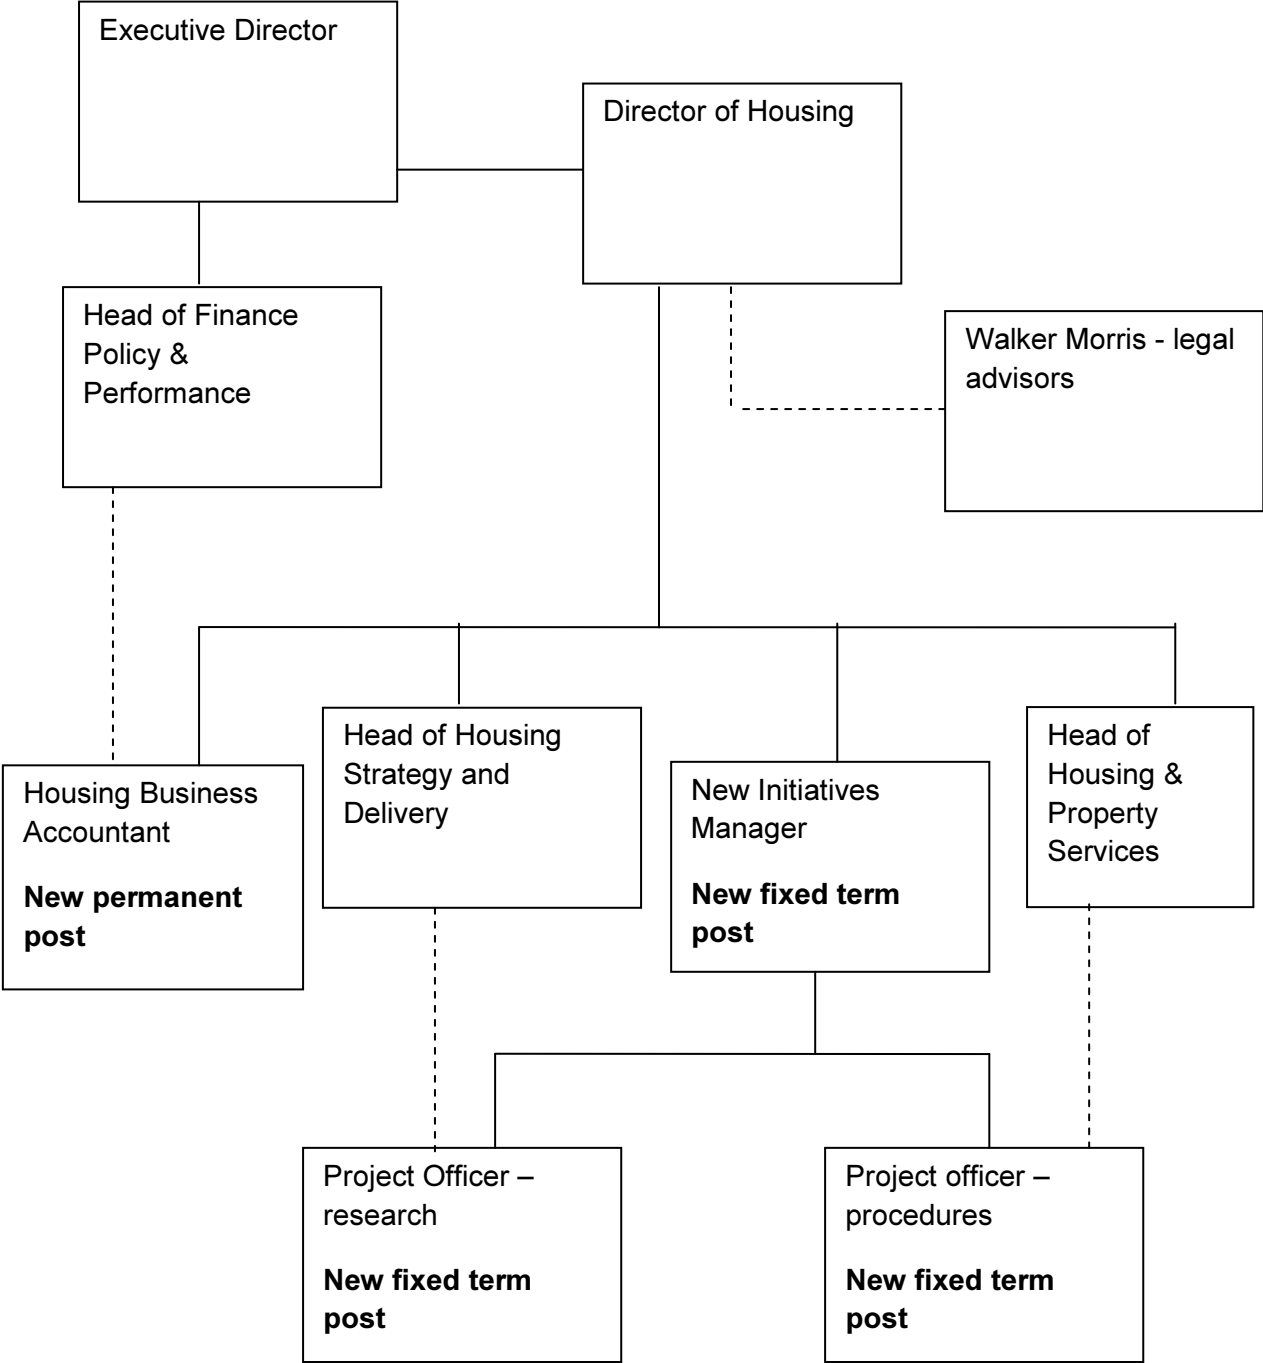 Executive Director
Director of Housing
Head of Finance
Policy &
Performance
Walker Morris - legal
advisors
Housing Business
Accountant
New permanent
post
Head of Housing
Strategy and
Delivery
New Initiatives
Manager
New fixed term
post
Head of
Housing &
Property
Services
Project Officer –
research
New fixed term
post
Project officer –
procedures
New fixed term
post